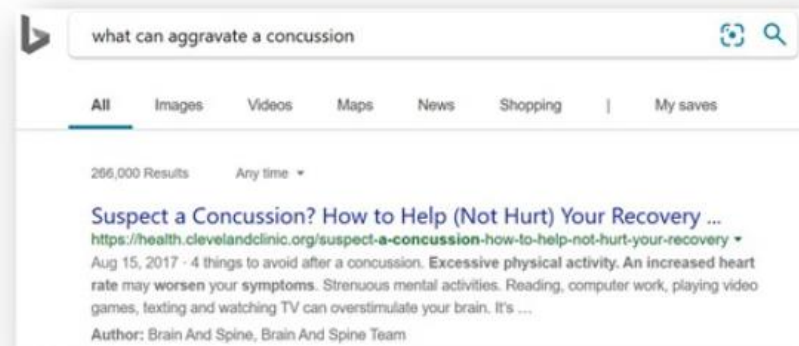 what can aggravate a concussion
All Images Videos Maps News Shopping | My saves
266,000 Results Any time
Suspect a Concussion? How to Help (Not Hurt) Your Recovery ...
https://health.clevelandclinic.org/suspect-a-concussion-how-to-help-not-hurt-your-recovery
Aug 15, 2017 · 4 things to avoid after a concussion. Excessive physical activity. An increased heart
rate may worsen your symptoms. Strenuous mental activities. Reading, computer work, playing video
games, texting and watching TV can overstimulate your brain. It's ...
Author: Brain And Spine, Brain And Spine Team